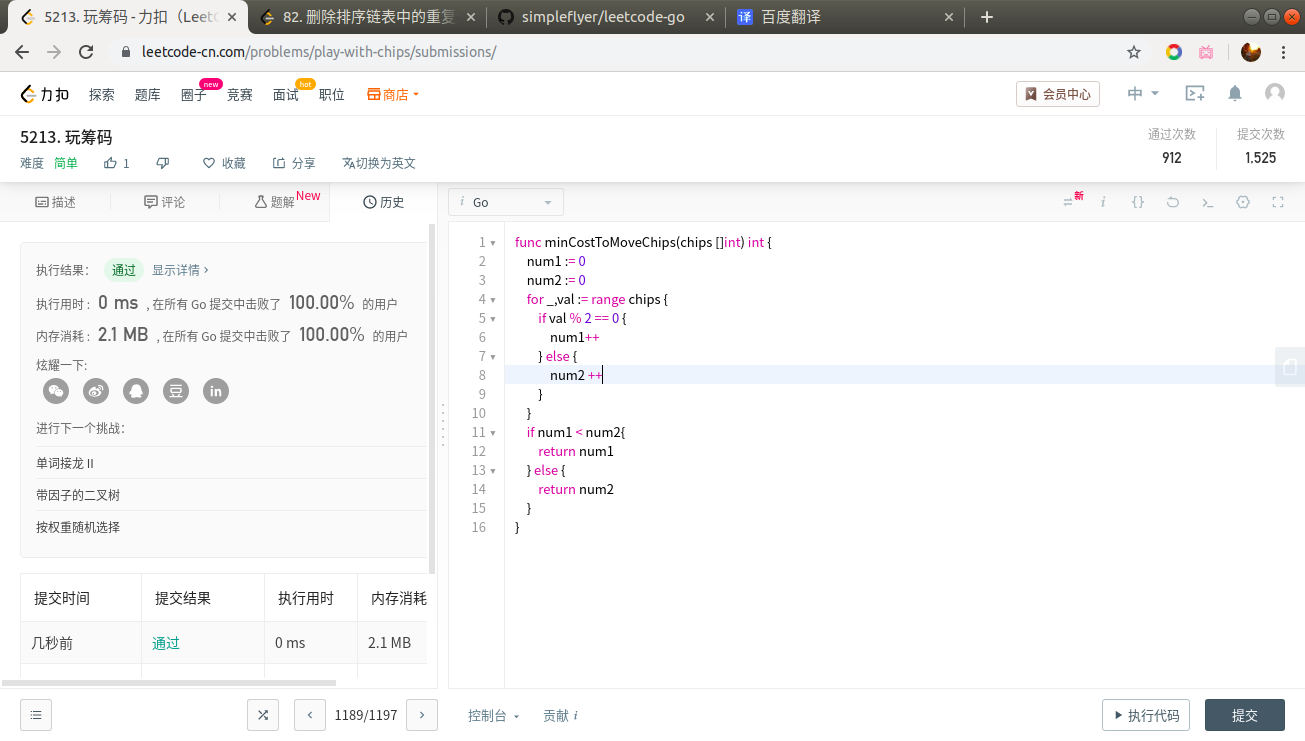 5213. 玩筹码 - 力扣（LeetC
82. 删除排序链表中的重复
simpleflyer/leetcode-go
译 百度翻译
leetcode-cn.com/problems/play-with-chips/submissions/
力扣 探索 题库 圈子 new 竞赛 面试 hot 职位 商店 会员中心 中
5213. 玩筹码
通过次数 提交次数
912 1,525
难度 简单 1 收藏 分享 切换为英文
描述 评论 题解 New 历史
i Go 新 i {}
执行结果： 通过 显示详情 ›
执行用时 : 0 ms , 在所有 Go 提交中击败了 100.00% 的用户
内存消耗 : 2.1 MB , 在所有 Go 提交中击败了 100.00% 的用户
炫耀一下:
豆 in
进行下一个挑战：
单词接龙 II
带因子的二叉树
按权重随机选择
提交时间 提交结果 执行用时 内存消耗
几秒前 通过 0 ms 2.1 MB
1 func minCostToMoveChips(chips []int) int {
2 num1 := 0
3 num2 := 0
4 for _,val := range chips {
5 if val % 2 == 0 {
6 num1++
7 } else {
8 num2 ++
9 }
10 }
11 if num1 < num2{
12 return num1
13 } else {
14 return num2
15 }
16 }
1189/1197 控制台 贡献 i 执行代码 提交